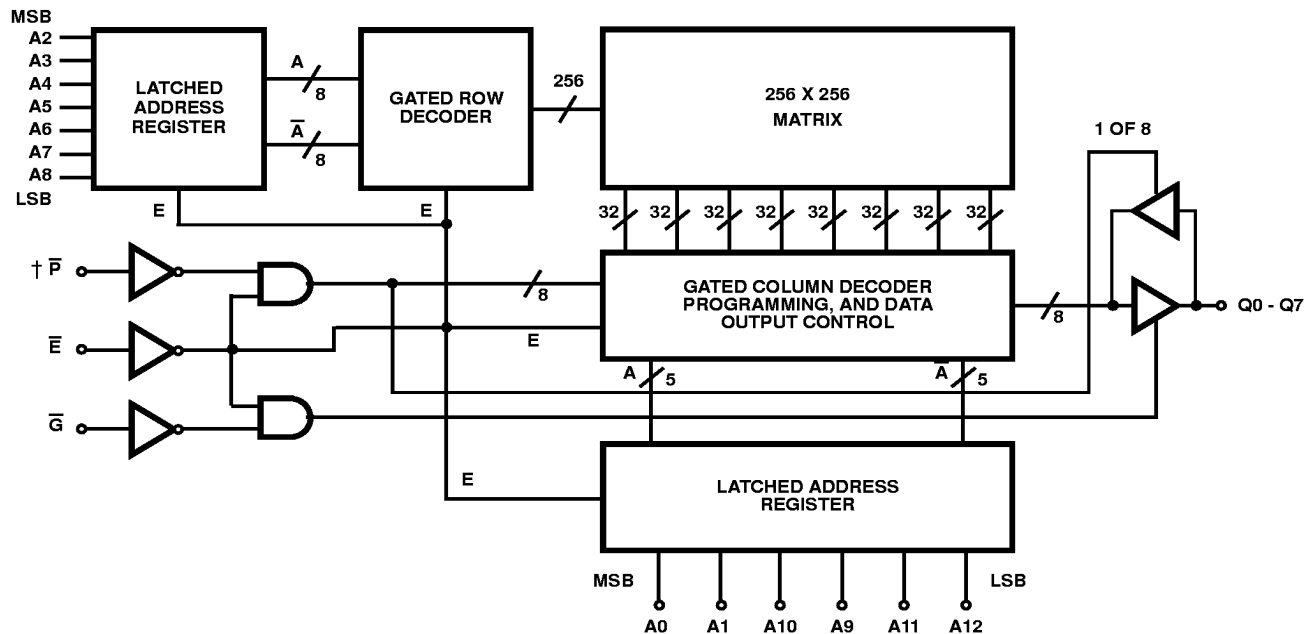 MSB
A2
A3
A4
A5
A6
A7
A8
LSB
LATCHED
ADDRESS
REGISTER
A
8
A̅
8
GATED ROW
DECODER
256
256 X 256
MATRIX
1 OF 8
E
E
32
32
32
32
32
32
32
32
† P̅
8
GATED COLUMN DECODER
PROGRAMMING, AND DATA
OUTPUT CONTROL
8
Q0 - Q7
E̅
E
A
5
A̅
5
G̅
E
LATCHED ADDRESS
REGISTER
MSB
LSB
A0
A1
A10
A9
A11
A12